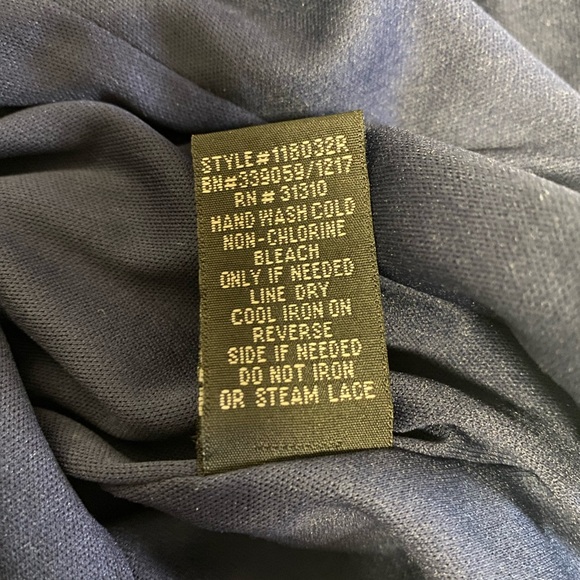 STYLE#118032R
BN#339059/1217
RN # 31310
HAND WASH COLD
NON-CHLORINE
BLEACH
ONLY IF NEEDED
LINE DRY
COOL IRON ON
REVERSE
SIDE IF NEEDED
DO NOT IRON
OR STEAM LACE